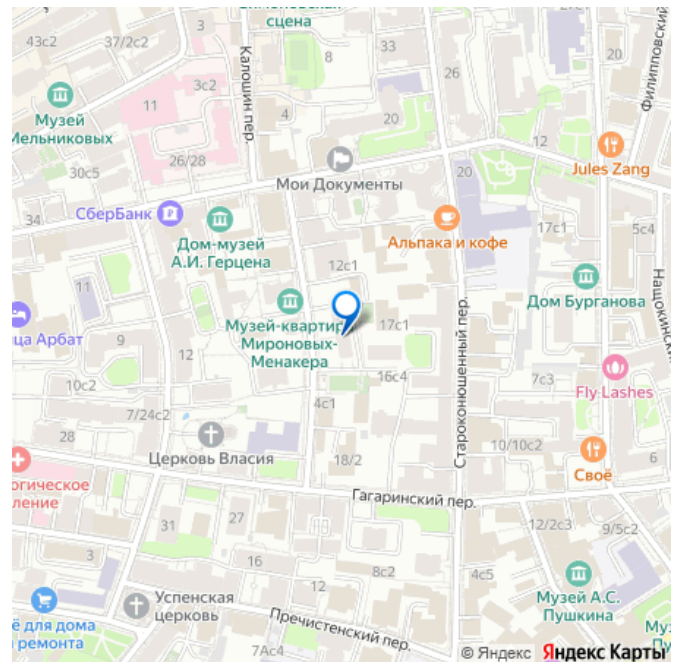 сцена
43с2
37/2с2
3
33
8
20
26
Филипповский
Калошин пер.
3с2
11
4
Музей
Мельниковых
20
12
Jules Zang
26/28
Мои Документы
30с5
20
34
СберБанк
Дом-музей
А.И. Герцена
Альпака и кофе
17с1
5с4
12с1
11
9
Дом Бурганова
Нащокинский
ца Арбат
12
Музей-квартира
Мироновых-
Менакера
17с1
Староконюшенный пер.
10с2
16с4
7с3
Fly Lashes
7/24с2
4с1
28
Церковь Власия
18/2
10/10с2
Своё
6
огическое
ление
Гагаринский пер.
31
27
12/2с3
9/5с2
3
16
8с2
4с5
12
Музей А.С.
Пушкина
Успенская
церковь
ё для дома
ремонта
Пречистенский пер.
7Ас4
Муз
© Яндекс Яндекс Карты